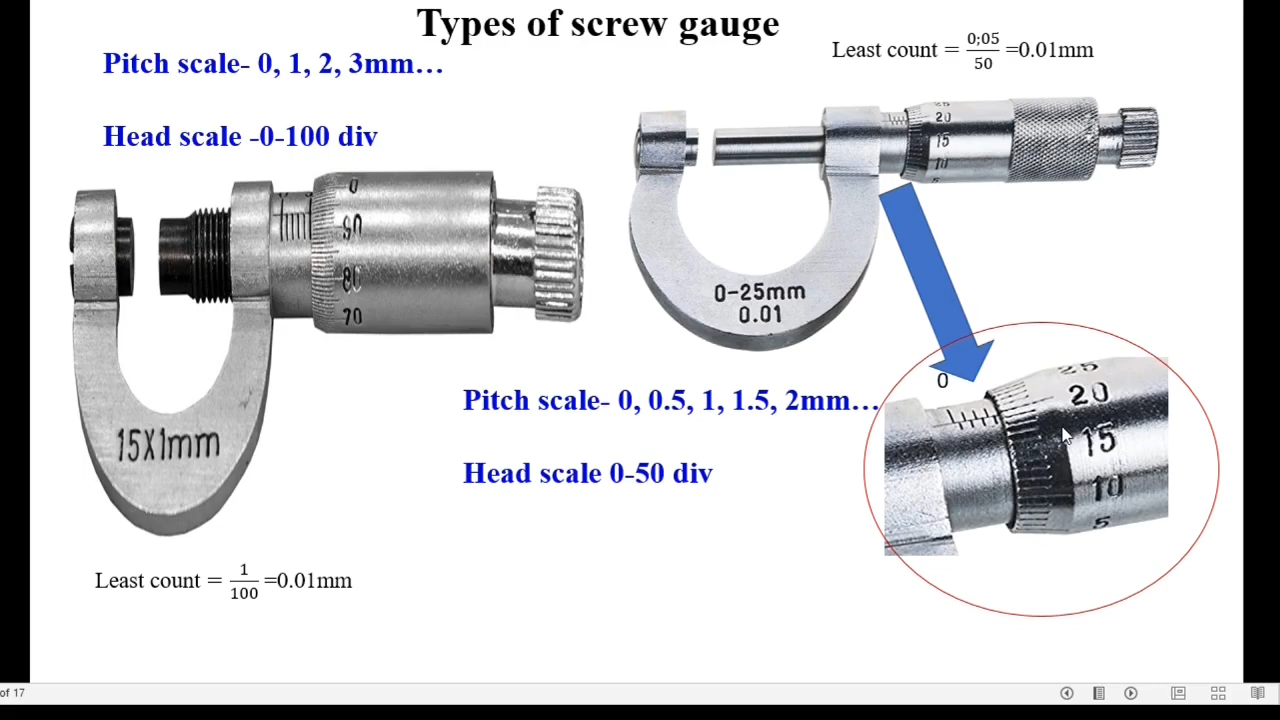 Types of screw gauge
Pitch scale- 0, 1, 2, 3mm…
Least count = 0;05/50 =0.01mm
Head scale -0-100 div
25
20
15
10
5
0
90
80
70
0-25mm
0.01
15X1mm
Pitch scale- 0, 0.5, 1, 1.5, 2mm…
Head scale 0-50 div
0
25
20
15
10
5
Least count = 1/100 =0.01mm
of 17